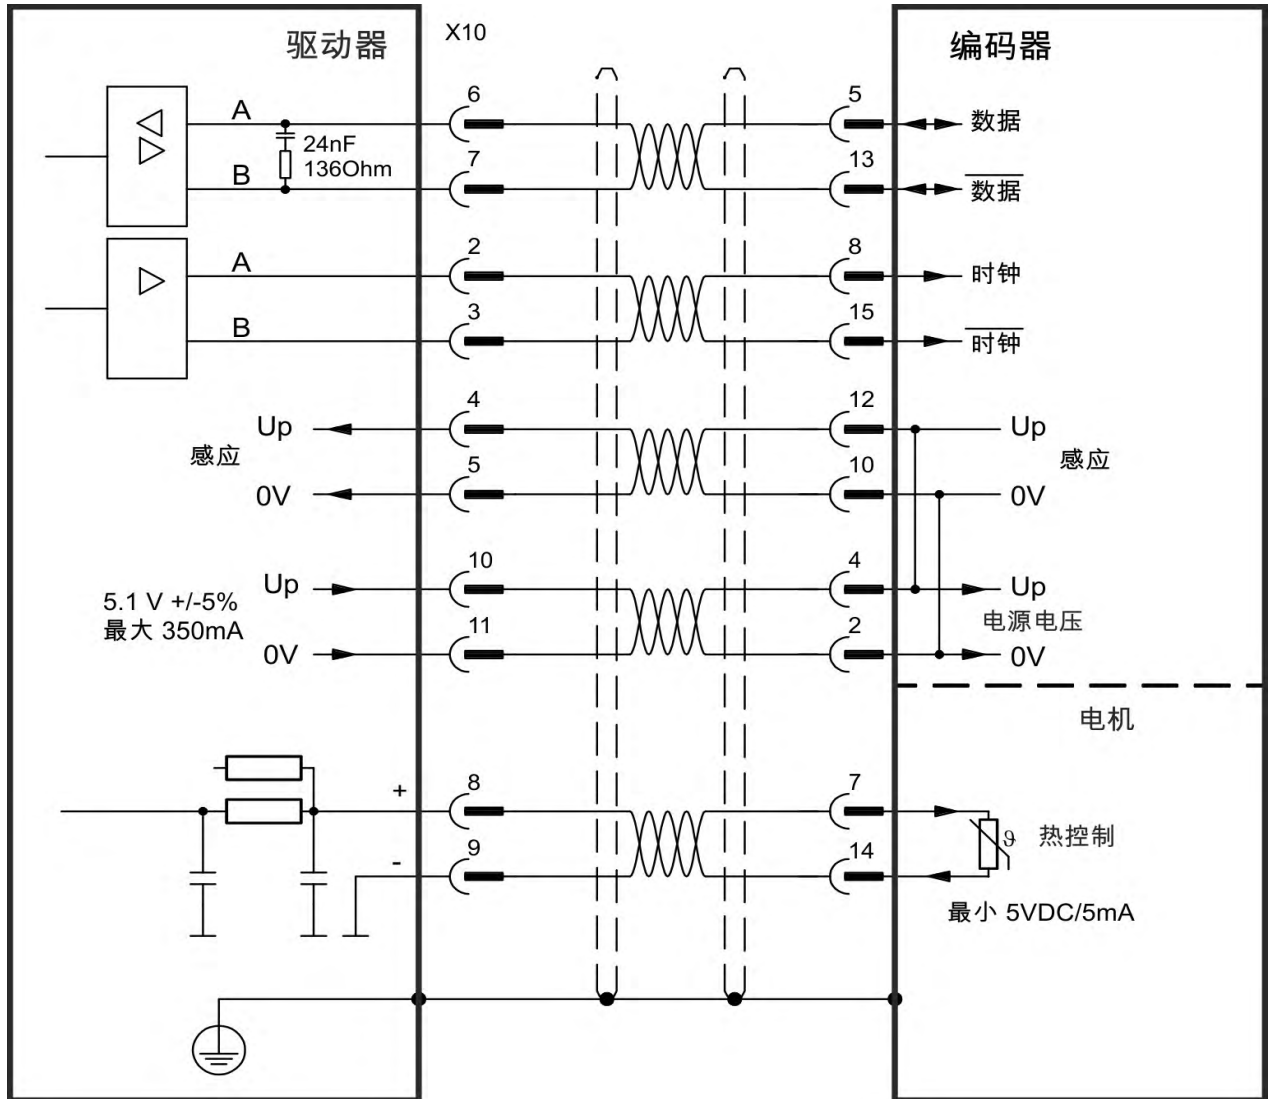 驱动器
X10
编码器
A
6
5
数据
24nF
136Ohm
B
7
13
数据
A
2
8
时钟
B
3
15
时钟
Up
4
12
Up
感应
感应
0V
5
10
0V
Up
10
4
Up
5.1 V +/-5%
最大 350mA
电源电压
0V
11
2
0V
电机
+
8
7
ϑ
热控制
-
9
14
最小 5VDC/5mA